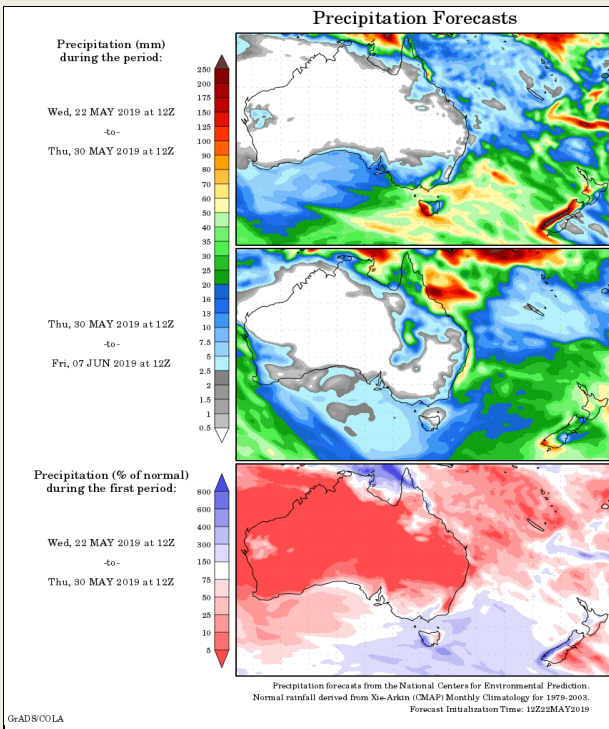 Precipitation Forecasts
Precipitation (mm)
during the period:
Wed, 22 MAY 2019 at 12Z
-to-
Thu, 30 MAY 2019 at 12Z
250
200
175
150
125
100
90
80
70
60
50
40
35
30
25
20
16
13
10
7.5
5
2.5
2
1.5
1
0.5
Thu, 30 MAY 2019 at 12Z
-to-
Fri, 07 JUN 2019 at 12Z
Precipitation (% of normal)
during the first period:
Wed, 22 MAY 2019 at 12Z
-to-
Thu, 30 MAY 2019 at 12Z
800
600
400
300
150
75
50
25
10
5
Precipitation forecasts from the National Centers for Environmental Prediction.
Normal rainfall derived from Xie-Arkin (CMAP) Monthly Climatology for 1979-2003.
Forecast Initialization Time: 12Z22MAY2019
GrADS/COLA